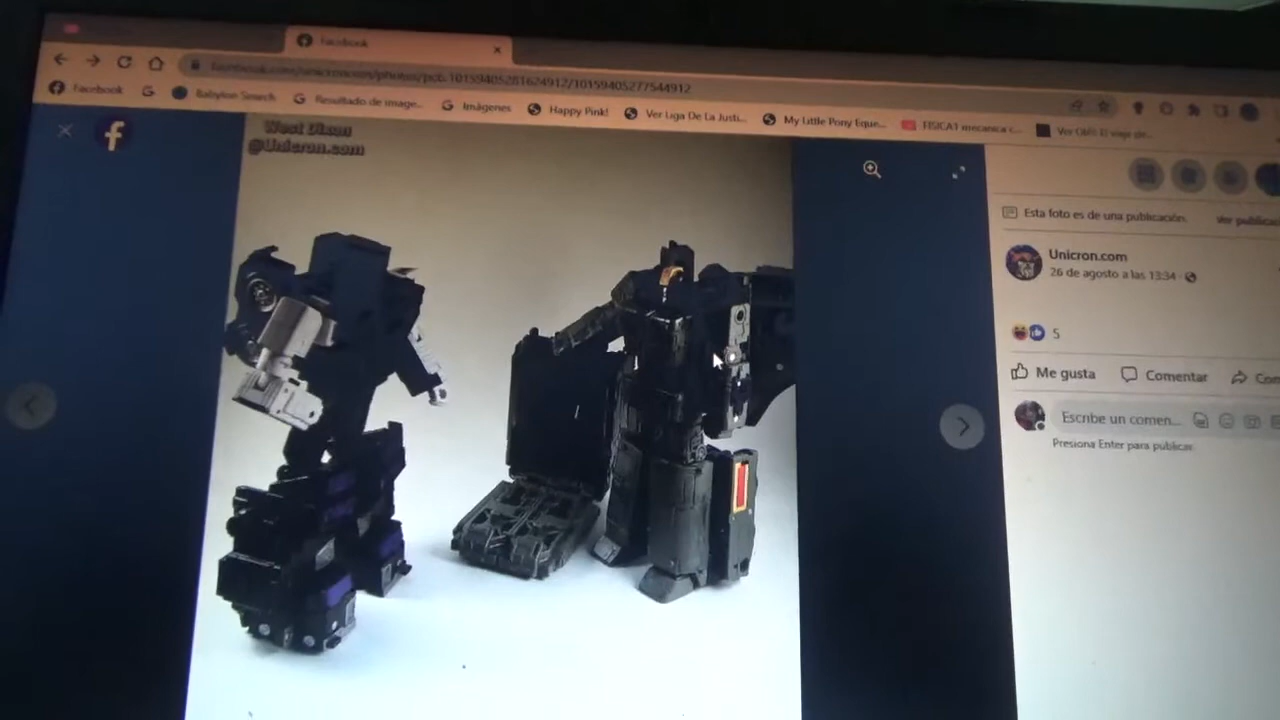 Facebook
Facebook
Babylon Search
Resultado de image...
Imágenes
Happy Pink!
Ver Liga De La Justi...
My Little Pony Eque...
FISICA1 mecanica c...
West Dixon
@Unicron.com
Esta foto es de una publicación.
Unicron.com
26 de agosto a las 13:34
5
Me gusta
Comentar
Com
Escribe un comen...
Presiona Enter para publicar.